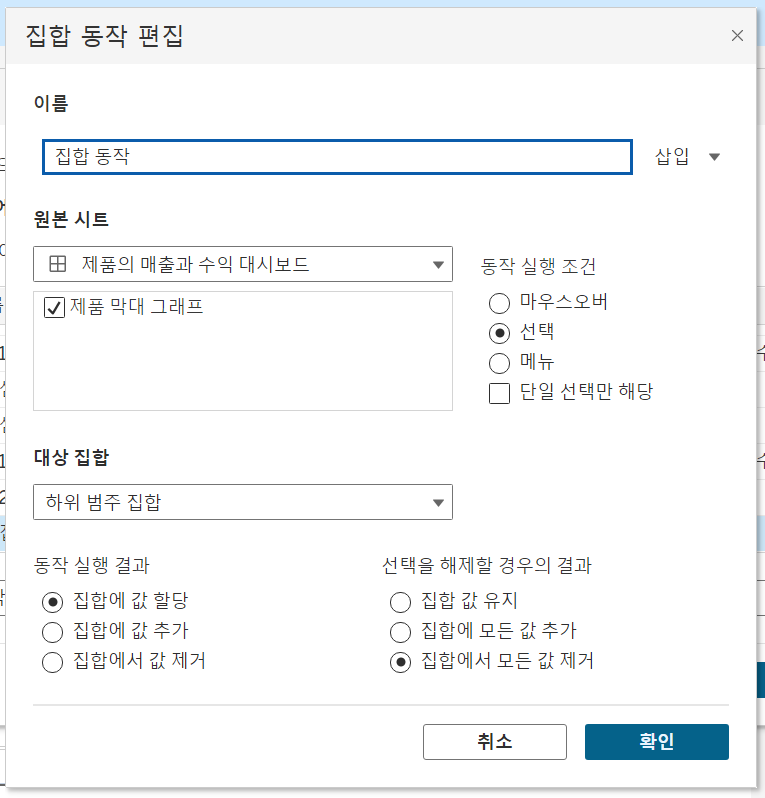 집합 동작 편집
이름
집합 동작
삽입
원본 시트
제품의 매출과 수익 대시보드
제품 막대 그래프
동작 실행 조건
마우스오버
선택
메뉴
단일 선택만 해당
대상 집합
하위 범주 집합
동작 실행 결과
집합에 값 할당
집합에 값 추가
집합에서 값 제거
선택을 해제할 경우의 결과
집합 값 유지
집합에 모든 값 추가
집합에서 모든 값 제거
취소
확인